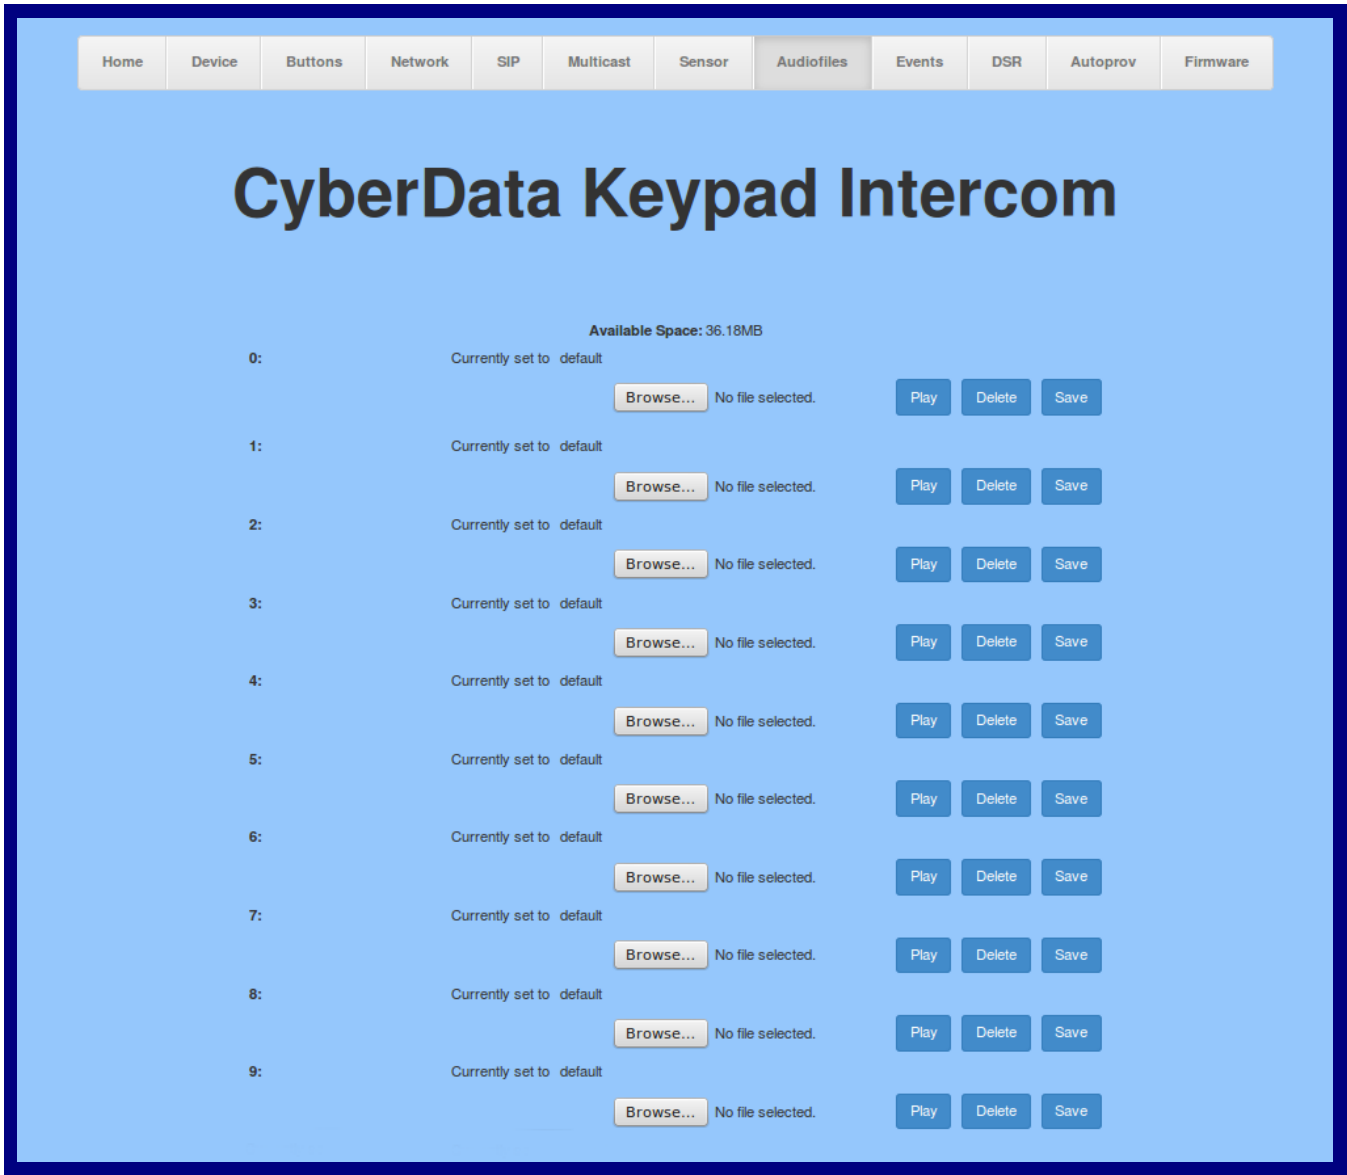 Home Device Buttons Network SIP Multicast Sensor Audiofiles Events DSR Autoprov Firmware
CyberData Keypad Intercom
Available Space: 36.18MB
0: Currently set to default
Browse... No file selected. Play Delete Save
1: Currently set to default
Browse... No file selected. Play Delete Save
2: Currently set to default
Browse... No file selected. Play Delete Save
3: Currently set to default
Browse... No file selected. Play Delete Save
4: Currently set to default
Browse... No file selected. Play Delete Save
5: Currently set to default
Browse... No file selected. Play Delete Save
6: Currently set to default
Browse... No file selected. Play Delete Save
7: Currently set to default
Browse... No file selected. Play Delete Save
8: Currently set to default
Browse... No file selected. Play Delete Save
9: Currently set to default
Browse... No file selected. Play Delete Save